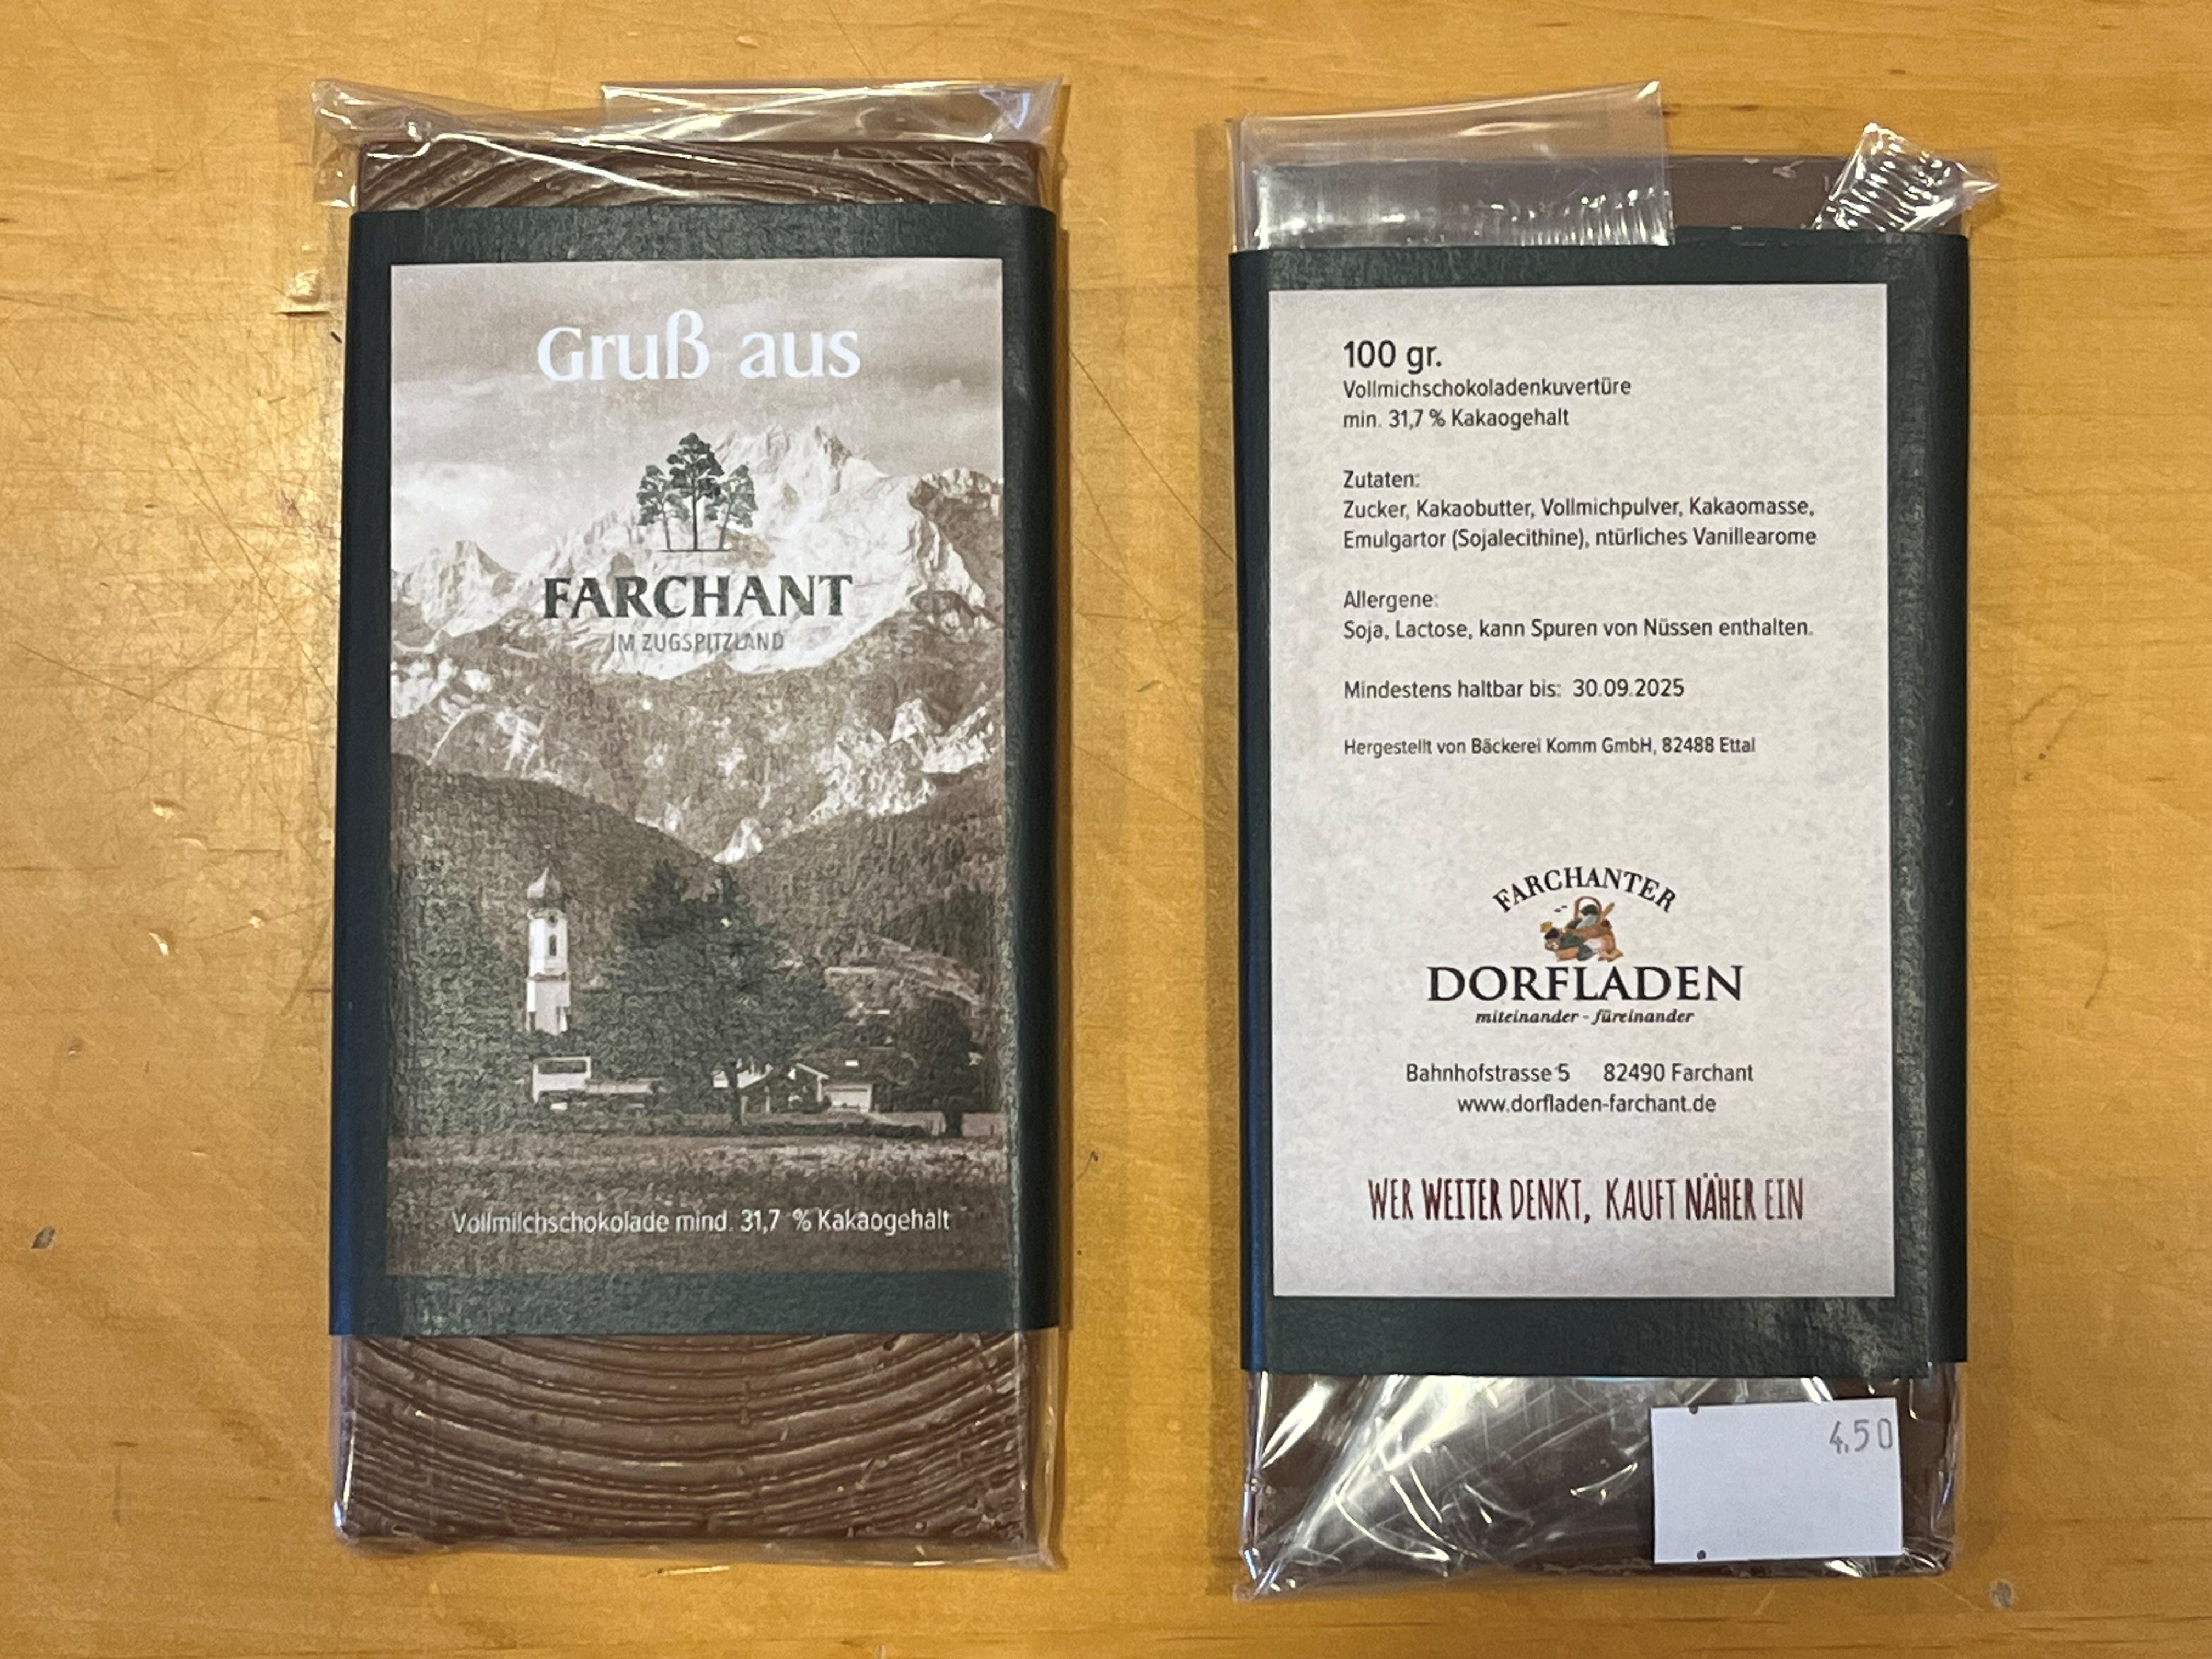 Gruß aus
FARCHANT
IM ZUGSPITZLAND
Vollmilchschokolade mind. 31,7 % Kakaogehalt
100 gr.
Vollmichschokoladenkuvertüre
min. 31,7 % Kakaogehalt
Zutaten:
Zucker, Kakaobutter, Vollmichpulver, Kakaomasse,
Emulgartor (Sojalecithine), ntürliches Vanillearome
Allergene:
Soja, Lactose, kann Spuren von Nüssen enthalten.
Mindestens haltbar bis: 30.09.2025
Hergestellt von Bäckerei Komm GmbH, 82488 Ettal
FARCHANTER
DORFLADEN
miteinander - füreinander
Bahnhofstrasse 5 82490 Farchant
www.dorfladen-farchant.de
WER WEITER DENKT, KAUFT NÄHER EIN
4,50